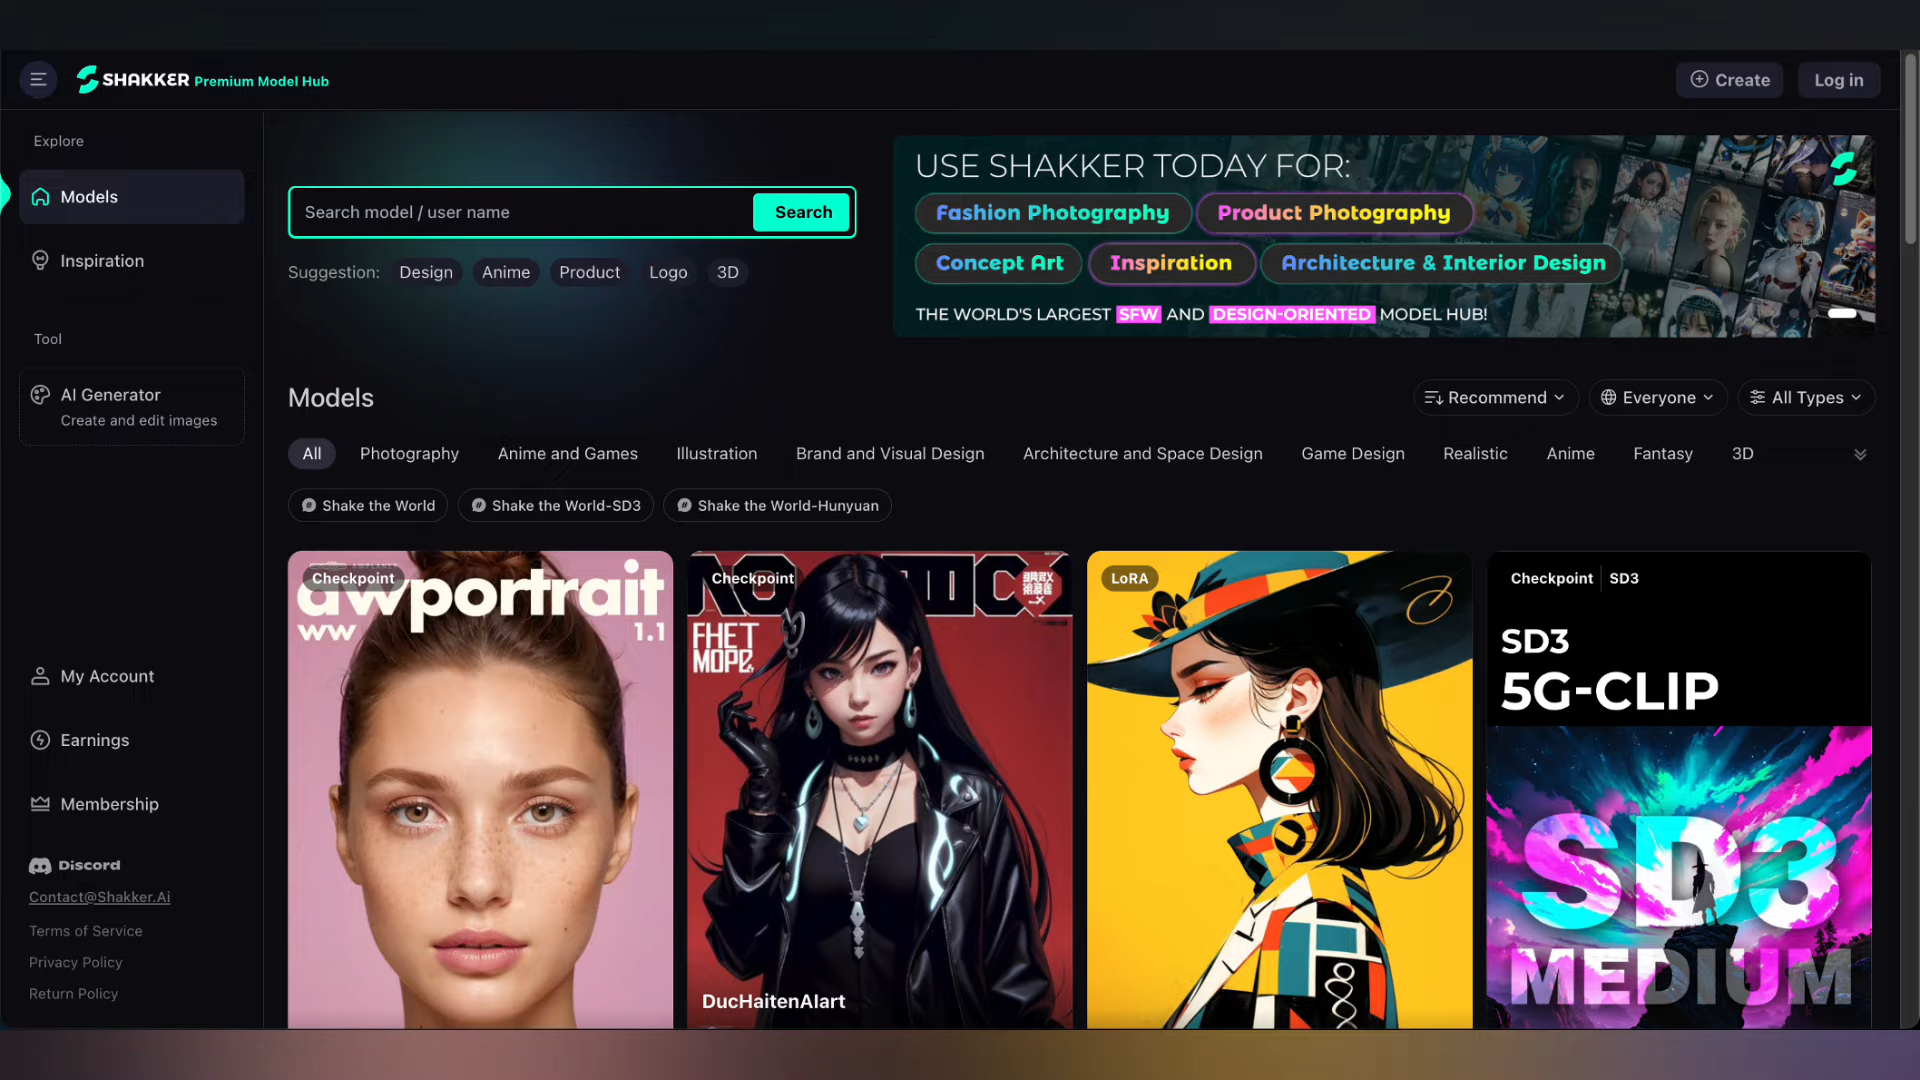 SHAKKER Premium Model Hub
Create
Log in
Explore
Models
Inspiration
Tool
AI Generator
Create and edit images
My Account
Earnings
Membership
Discord
Contact@Shakker.Ai
Terms of Service
Privacy Policy
Return Policy
Search model / user name
Search
Suggestion: Design Anime Product Logo 3D
USE SHAKKER TODAY FOR:
Fashion Photography Product Photography
Concept Art Inspiration Architecture & Interior Design
THE WORLD'S LARGEST SFW AND DESIGN-ORIENTED MODEL HUB!
Models
Recommend Everyone All Types
All Photography Anime and Games Illustration Brand and Visual Design Architecture and Space Design Game Design Realistic Anime Fantasy 3D
# Shake the World # Shake the World-SD3 # Shake the World-Hunyuan
Checkpoint
awportrait
ww 1.1
Checkpoint
FHET
MOPE
DucHaitenAIart
LoRA
Checkpoint SD3
SD3
5G-CLIP
SD3
MEDIUM